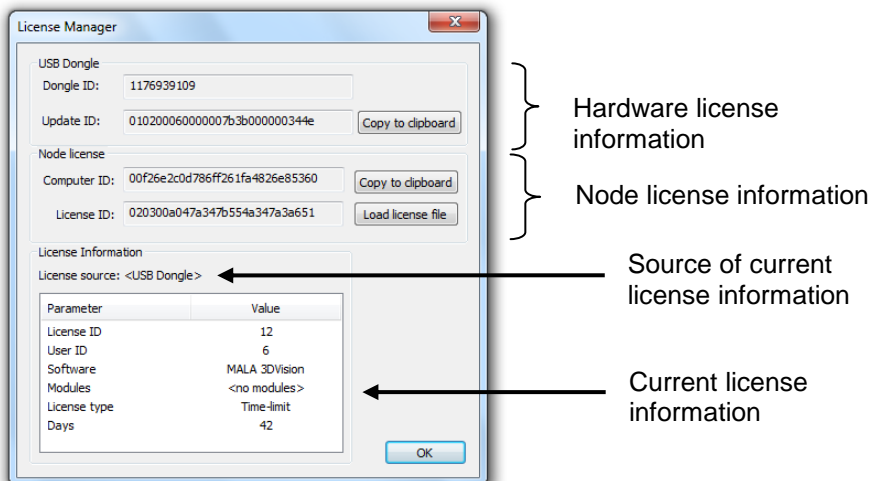 License Manager
USB Dongle
Dongle ID: 1176939109
Update ID: 010200060000007b3b000000344e Copy to clipboard
Hardware license
information
Node license
Computer ID: 00f26e2c0d786ff261fa4826e85360 Copy to clipboard
License ID: 020300a047a347b554a347a3a651 Load license file
Node license information
License Information
License source: <USB Dongle>
Source of current
license information
Parameter Value
License ID 12
User ID 6
Software MALA 3DVision
Modules <no modules>
License type Time-limit
Days 42
Current license
information
OK